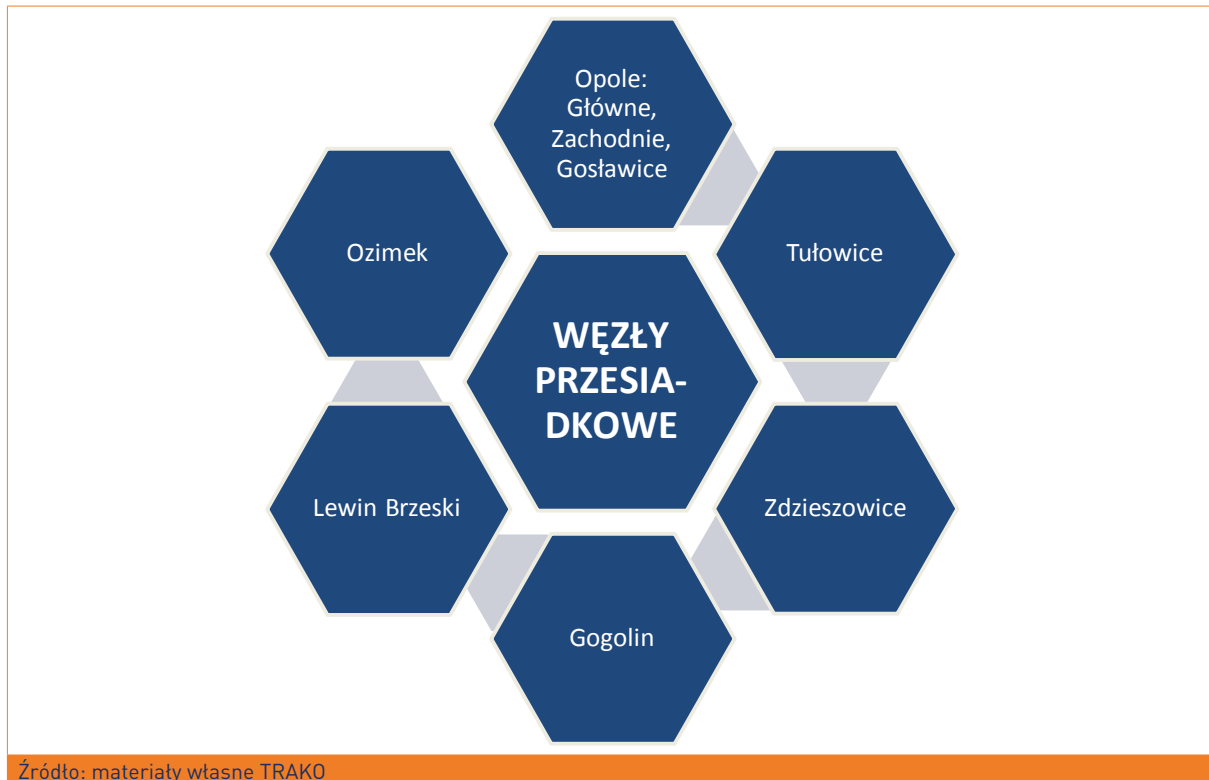 Opole:
Główne,
Zachodnie,
Gosławice
Ozimek
Tułowice
WĘZŁY
PRZESIA-
DKOWE
Lewin Brzeski
Zdzieszowice
Gogolin
Źródło: materiały własne TRAKO